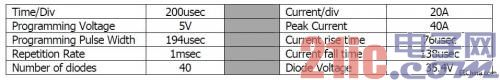 Time/Div 200usec Current/div 20A
Programming Voltage 5V Peak Current 40A
Programming Pulse Width 194usec Current rise time 76usec
Repetition Rate 1msec Current fall time 138usec
Number of diodes 40 Diode Voltage 35.4V